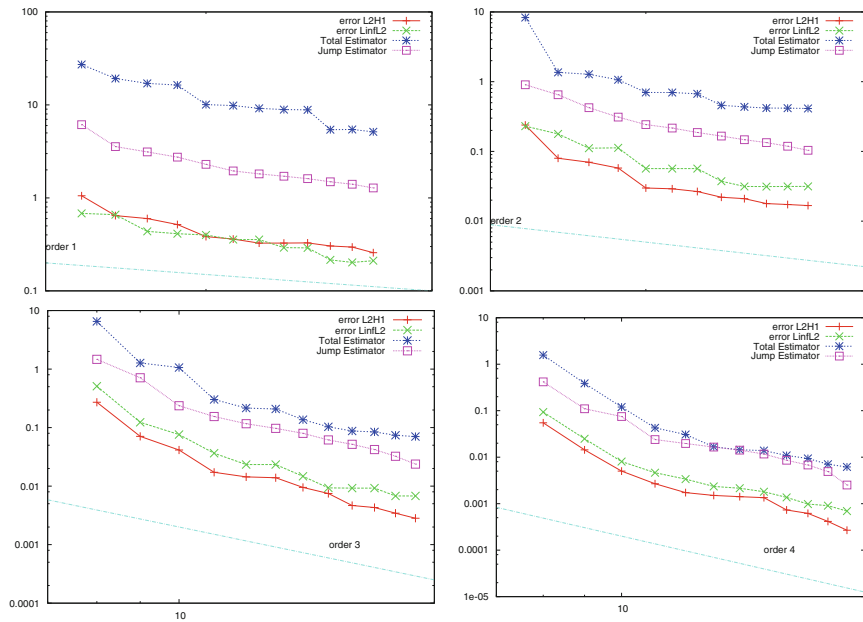 100
10
1
0.1
error L2H1
error LinfL2
Total Estimator
Jump Estimator
order 1
10
1
0.1
0.01
0.001
error L2H1
error LinfL2
Total Estimator
Jump Estimator
order 2
10
1
0.1
0.01
0.001
0.0001
10
error L2H1
error LinfL2
Total Estimator
Jump Estimator
order 3
10
1
0.1
0.01
0.001
0.0001
1e-05
10
error L2H1
error LinfL2
Total Estimator
Jump Estimator
order 4